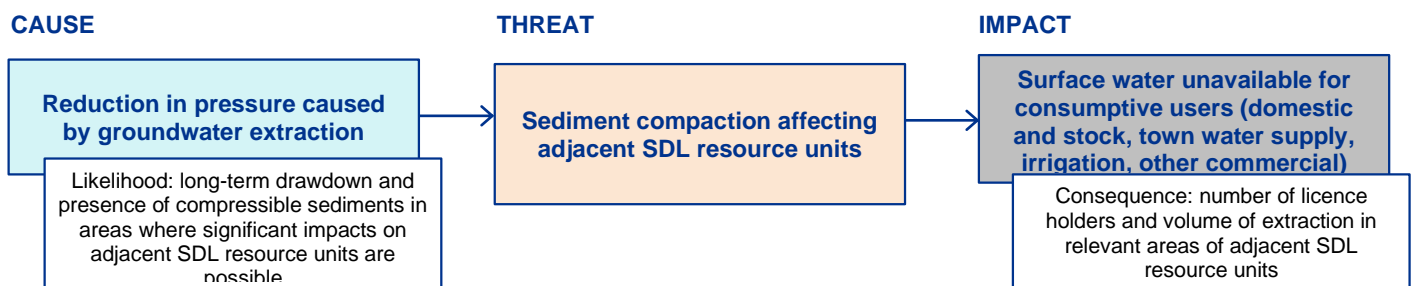 CAUSE
THREAT
IMPACT
Reduction in pressure caused
by groundwater extraction
Likelihood: long-term drawdown and
presence of compressible sediments in
areas where significant impacts on
adjacent SDL resource units are
possible
Sediment compaction affecting
adjacent SDL resource units
Surface water unavailable for
consumptive users (domestic
and stock, town water supply,
irrigation, other commercial)
Consequence: number of licence
holders and volume of extraction in
relevant areas of adjacent SDL
resource units